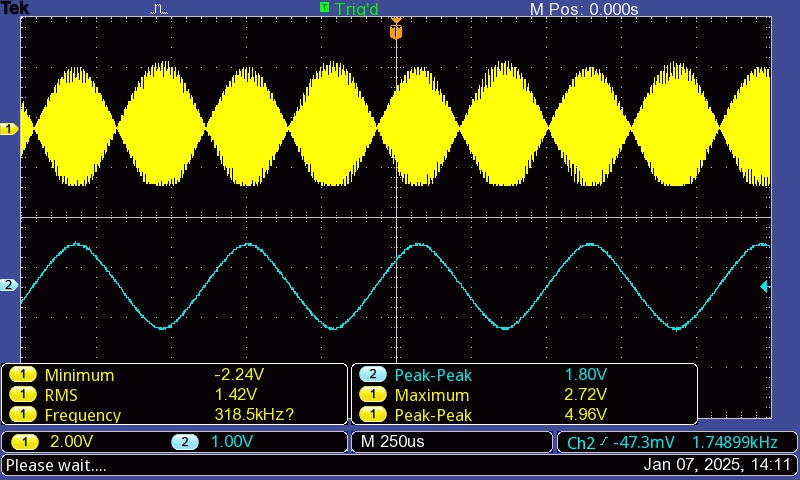 Tek T Trig'd M Pos: 0.000s
T
1
2
1 Minimum -2.24V 2 Peak-Peak 1.80V
1 RMS 1.42V 1 Maximum 2.72V
1 Frequency 318.5kHz? 1 Peak-Peak 4.96V
1 2.00V 2 1.00V M 250us Ch2 -47.3mV 1.74899kHz
Please wait.... Jan 07, 2025, 14:11